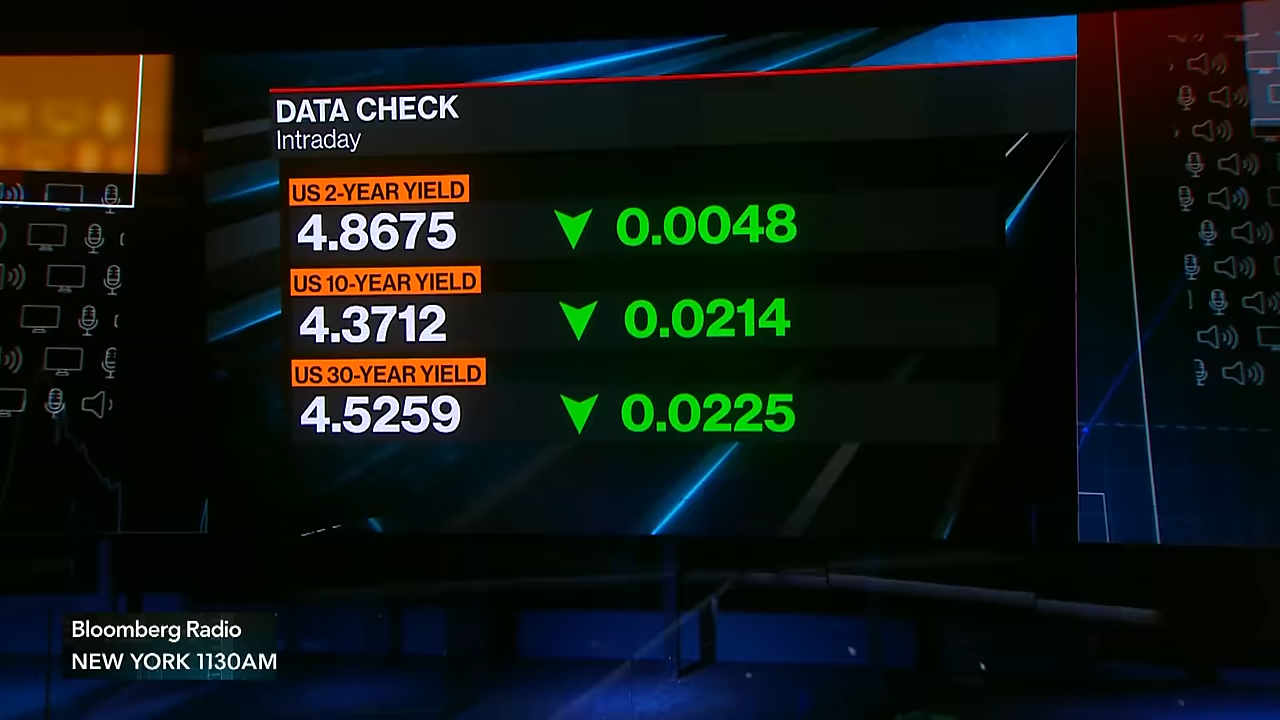 DATA CHECK
Intraday
US 2-YEAR YIELD
4.8675 ▼ 0.0048
US 10-YEAR YIELD
4.3712 ▼ 0.0214
US 30-YEAR YIELD
4.5259 ▼ 0.0225
Bloomberg Radio
NEW YORK 1130AM